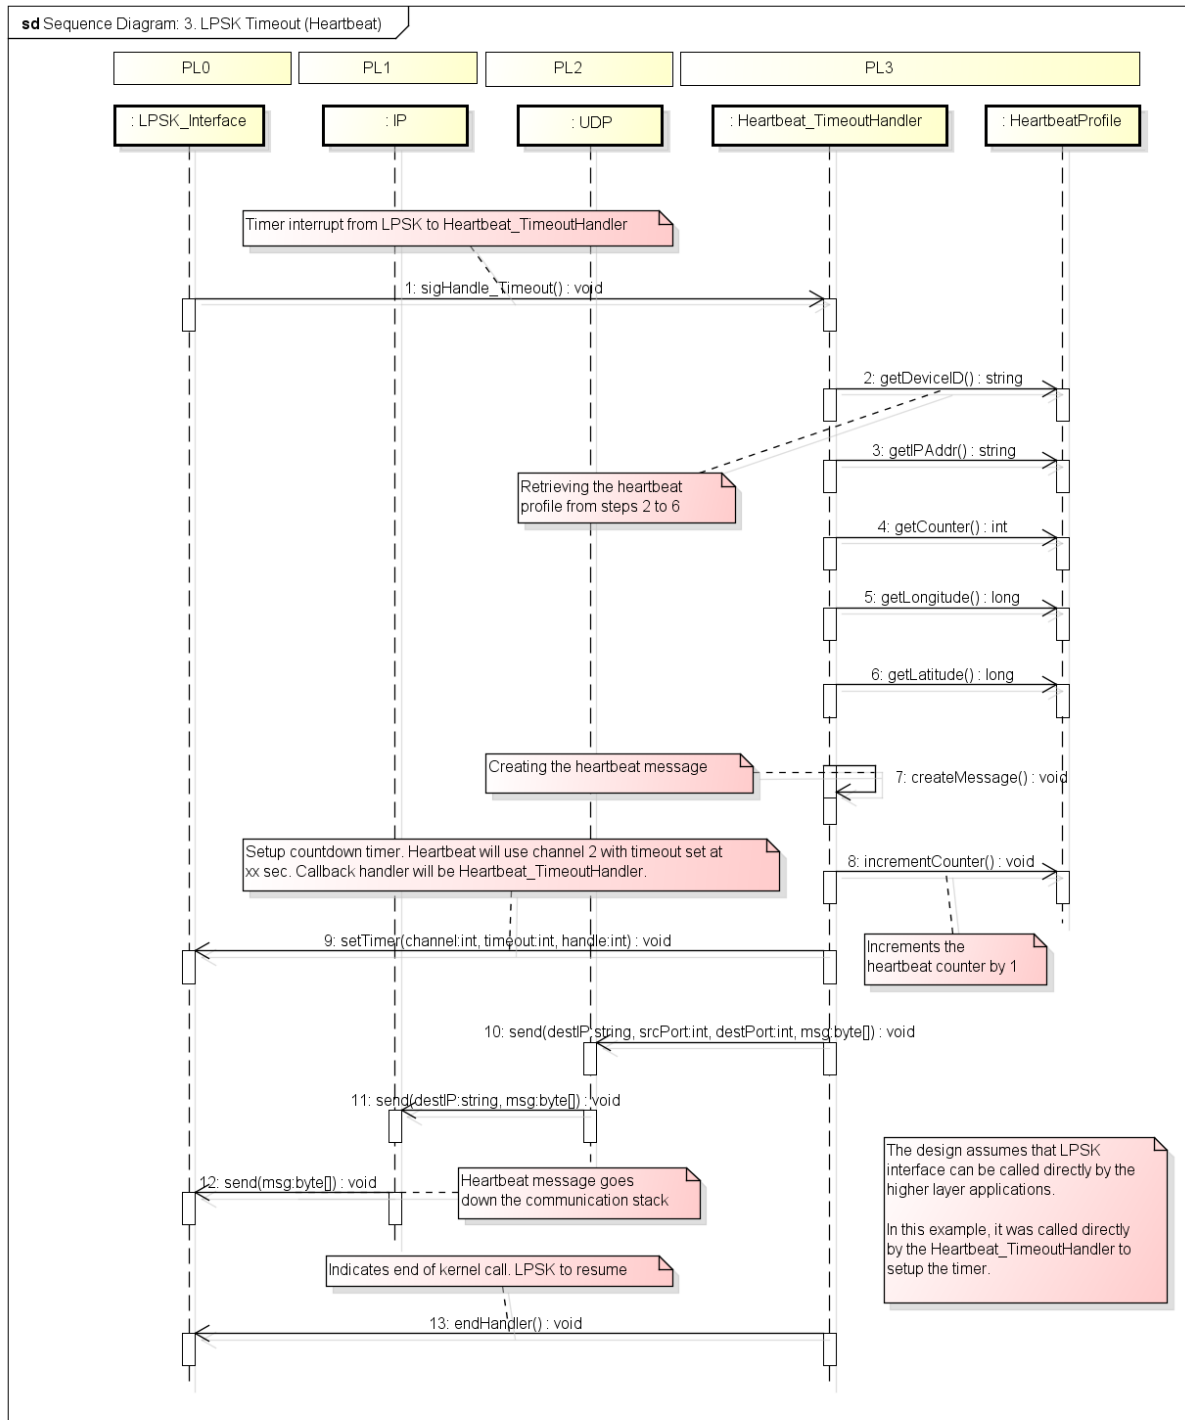 sd Sequence Diagram: 3. LPSK Timeout (Heartbeat)
PL0
PL1
PL2
PL3
: LPSK_Interface
: IP
: UDP
: Heartbeat_TimeoutHandler
: HeartbeatProfile
Timer interrupt from LPSK to Heartbeat_TimeoutHandler
1: sigHandle_Timeout() : void
2: getDeviceID() : string
3: getIPAddr() : string
Retrieving the heartbeat
profile from steps 2 to 6
4: getCounter() : int
5: getLongitude() : long
6: getLatitude() : long
Creating the heartbeat message
7: createMessage() : void
Setup countdown timer. Heartbeat will use channel 2 with timeout set at
xx sec. Callback handler will be Heartbeat_TimeoutHandler.
8: incrementCounter() : void
9: setTimer(channel:int, timeout:int, handle:int) : void
Increments the
heartbeat counter by 1
10: send(destIP:string, srcPort:int, destPort:int, msg:byte[]) : void
11: send(destIP:string, msg:byte[]) : void
12: send(msg:byte[]) : void
Heartbeat message goes
down the communication stack
The design assumes that LPSK
interface can be called directly by the
higher layer applications.
In this example, it was called directly
by the Heartbeat_TimeoutHandler to
setup the timer.
Indicates end of kernel call. LPSK to resume
13: endHandler() : void